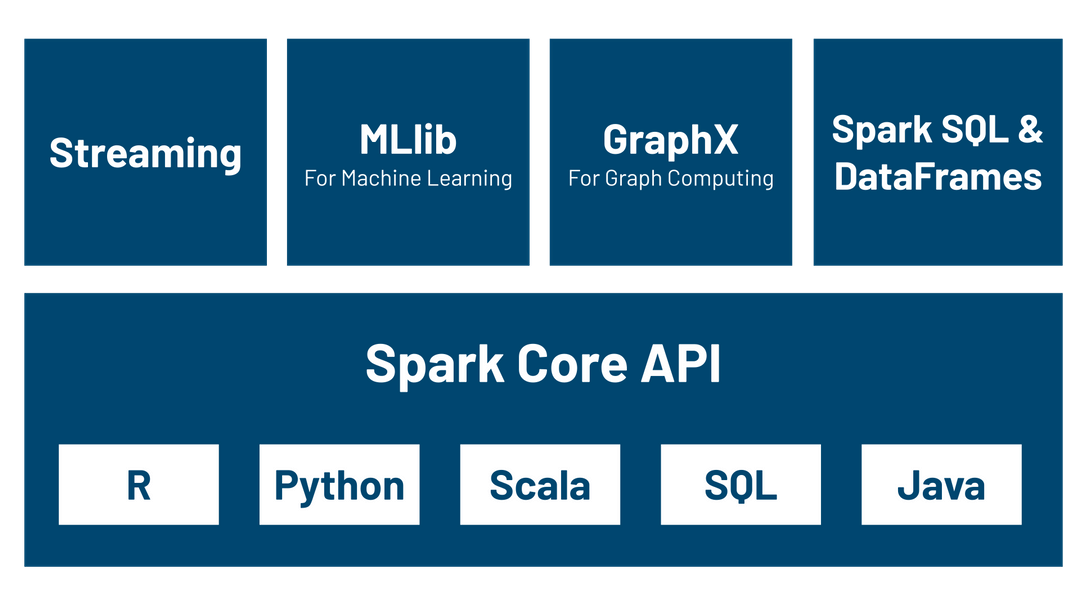 Streaming
MLlib
For Machine Learning
GraphX
For Graph Computing
Spark SQL &
DataFrames
Spark Core API
R
Python
Scala
SQL
Java